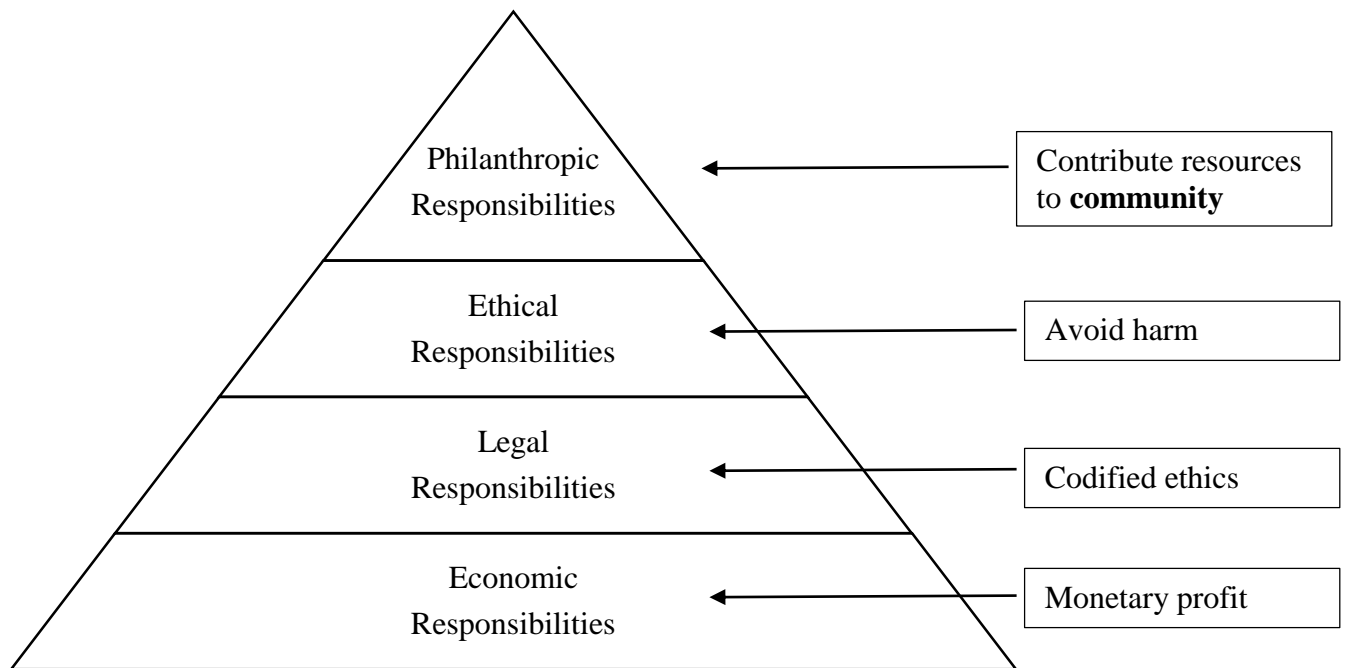 Philanthropic
Responsibilities
Contribute resources
to community
Ethical
Responsibilities
Avoid harm
Legal
Responsibilities
Codified ethics
Economic
Responsibilities
Monetary profit